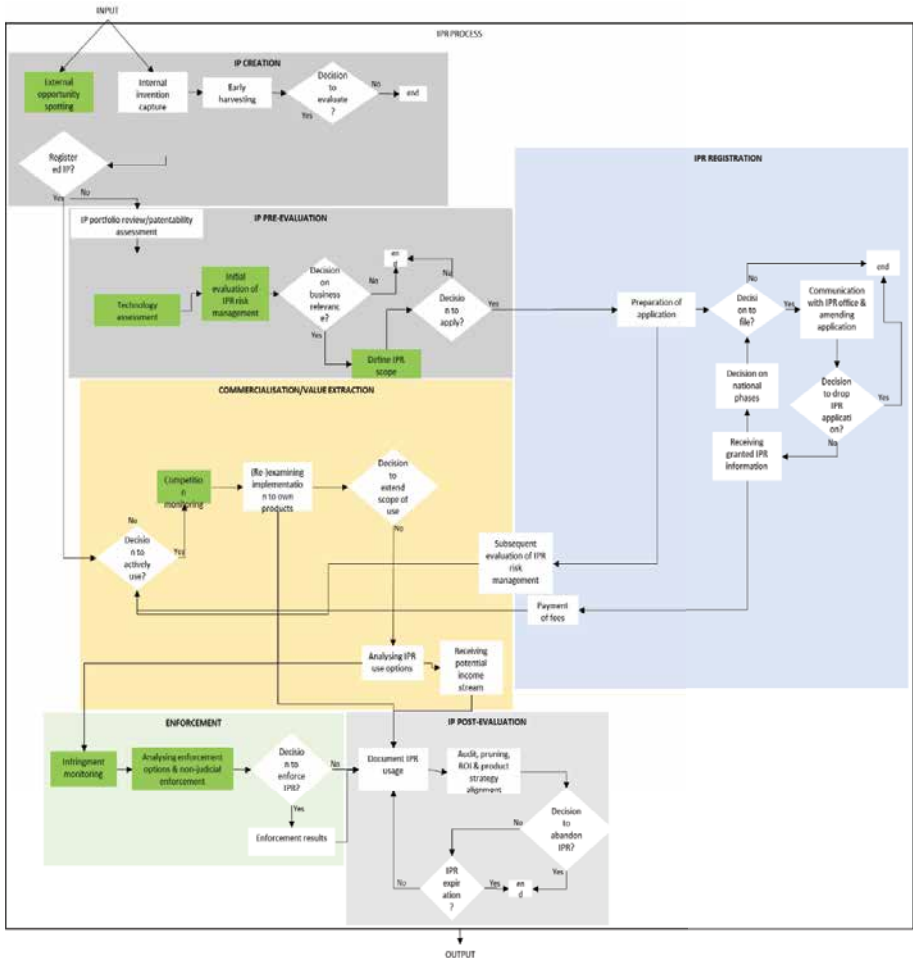 INPUT
IPR PROCESS
IP CREATION
External
opportunity
spotting
Internal
invention
capture
Early
harvesting
Decision
to
evaluate
?
No
Yes
end
Register
ed IP?
Yes
No
IPR REGISTRATION
IP portfolio review/patentability
assessment
IP PRE-EVALUATION
Technology
assessment
Initial
evaluation of
IPR risk
management
Decision
on
business
relevanc
e?
No
Yes
en
d
No
Decisio
n to
apply?
Yes
Define IPR
scope
Preparation of
application
No
Decisi
on to
file?
Yes
Communication
with IPR office &
amending
application
end
Decision on
national
phases
Decision
to drop
IPR
applicati
on?
Yes
No
Receiving
granted IPR
information
COMMERCIALISATION/VALUE EXTRACTION
Competitio
n
monitoring
(Re-)examining
implementatio
n to own
products
Decision
to
extend
scope of
use
No
No
Decisio
n to
actively
use?
Yes
Subsequent
evaluation of IPR
risk
management
Payment
of fees
Analysing IPR
use options
Receiving
potential
income
stream
ENFORCEMENT
Infringment
monitoring
Analysing enforcement
options & non-judicial
enforcement
Decisio
n to
enforce
IPR?
No
Yes
Enforcement results
IP POST-EVALUATION
Document IPR
usage
Audit, pruning,
ROI & product
strategy
alignment
Decision
to
abandon
IPR?
No
Yes
IPR
expirat
ion
?
No
Yes
en
d
OUTPUT